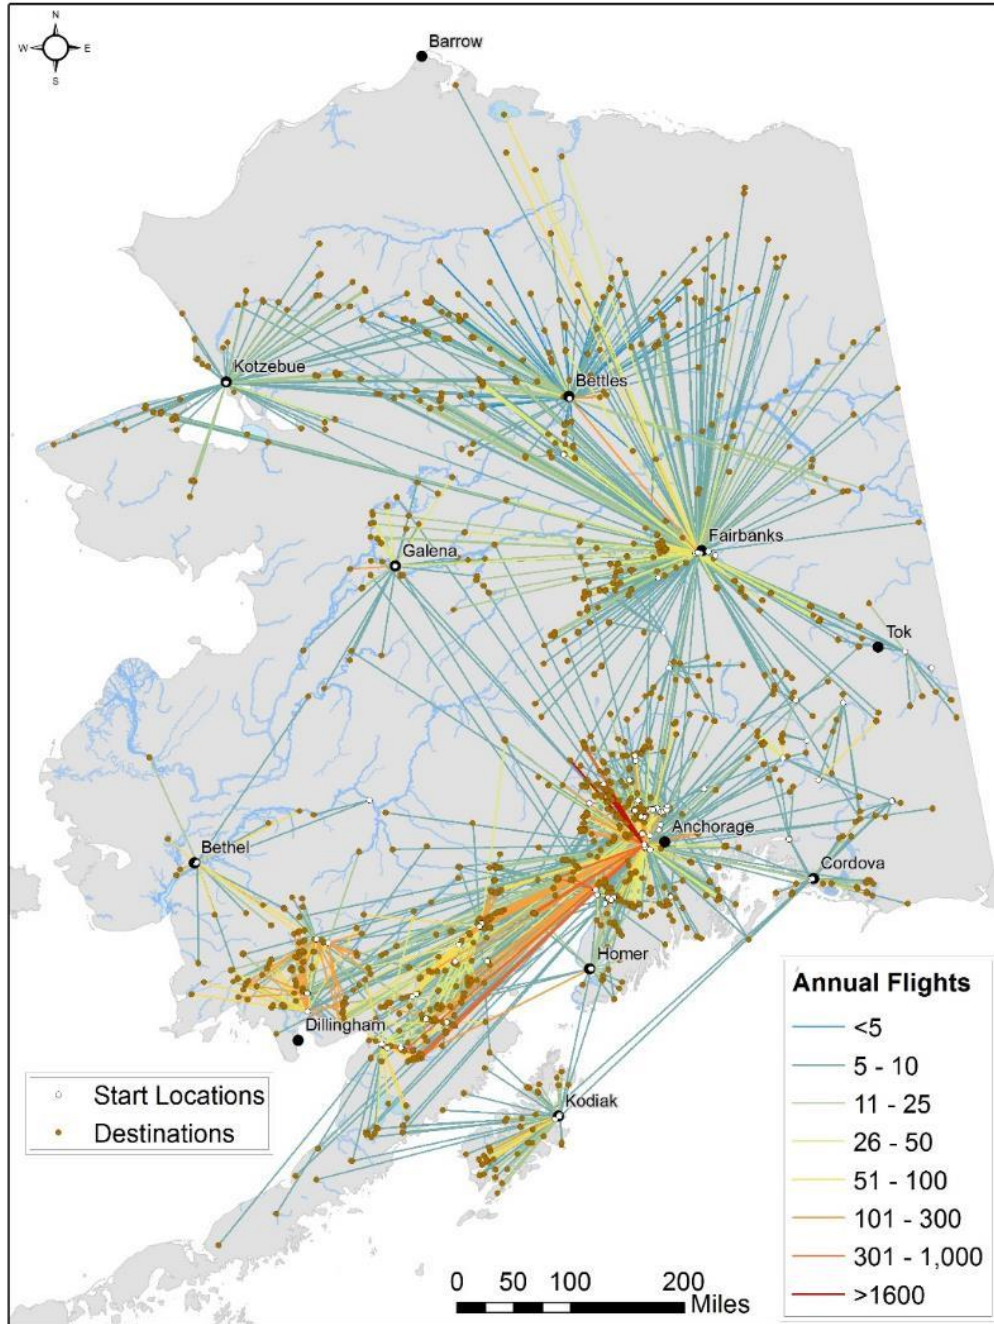 N
W E
S
Barrow
Kotzebue
Bettles
Fairbanks
Galena
Tok
Anchorage
Bethel
Cordova
Homer
Dillingham
Kodiak
Start Locations
Destinations
Annual Flights
<5
5 - 10
11 - 25
26 - 50
51 - 100
101 - 300
301 - 1,000
>1600
0 50 100 200
Miles